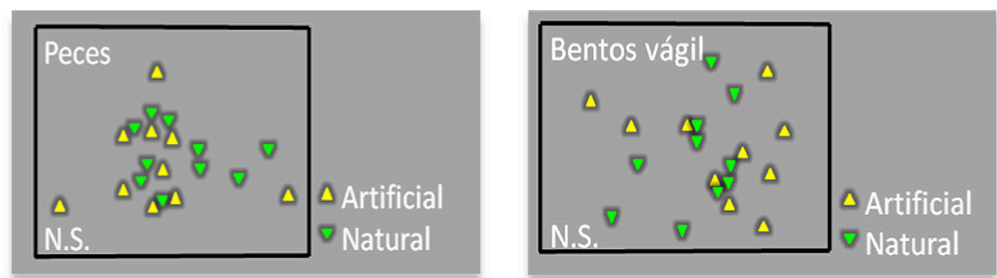 Peces
N.S.
Artificial
Natural
Bentos vágil
N.S.
Artificial
Natural